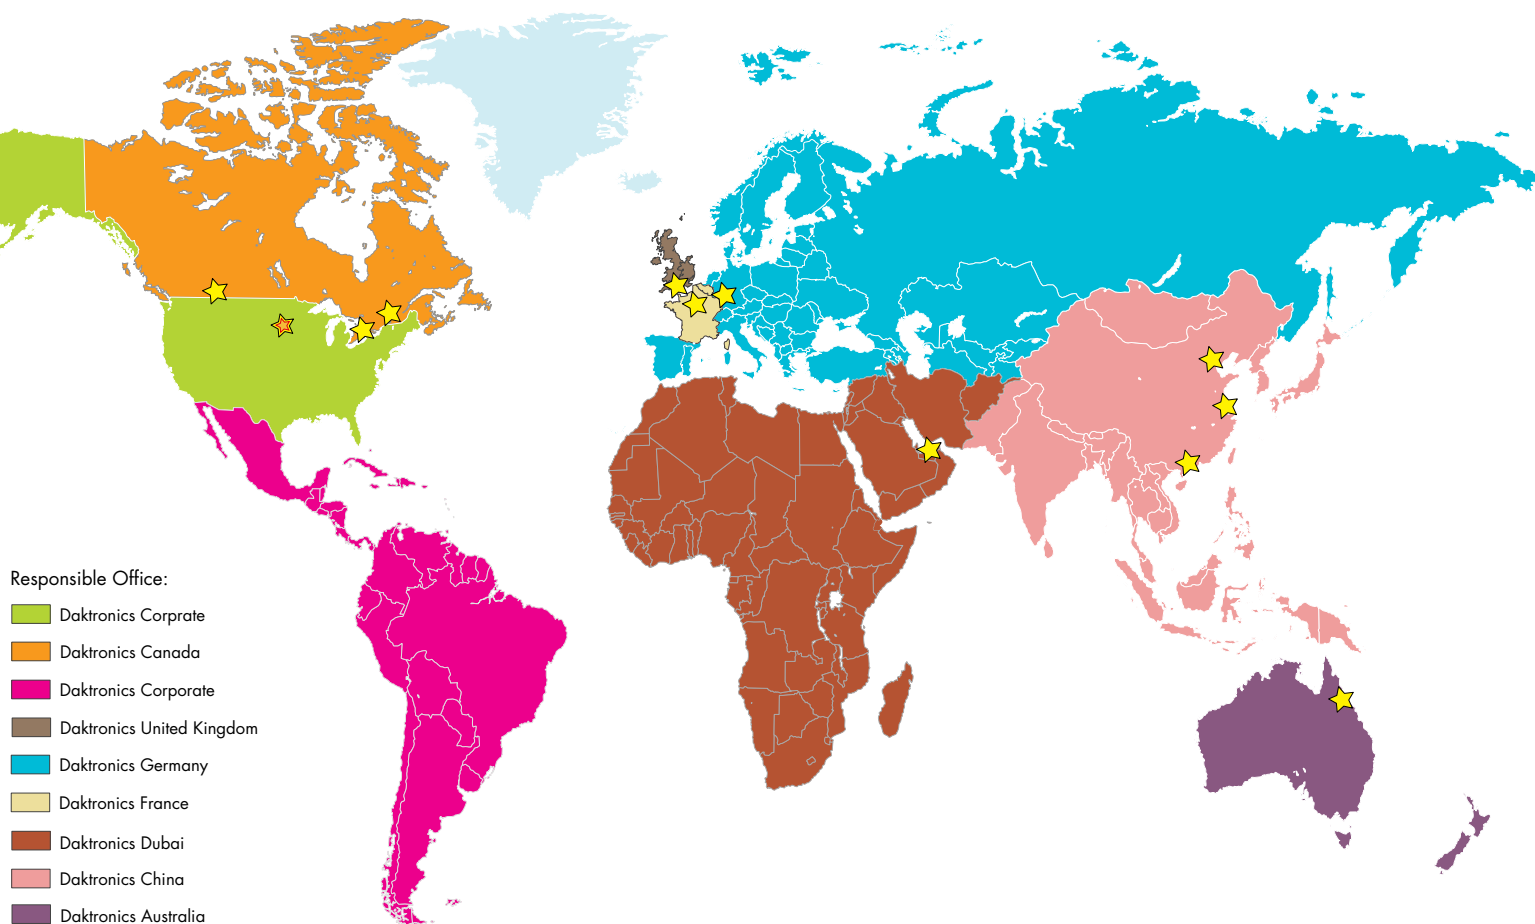 Responsible Office:
Daktronics Corprate
Daktronics Canada
Daktronics Corporate
Daktronics United Kingdom
Daktronics Germany
Daktronics France
Daktronics Dubai
Daktronics China
Daktronics Australia